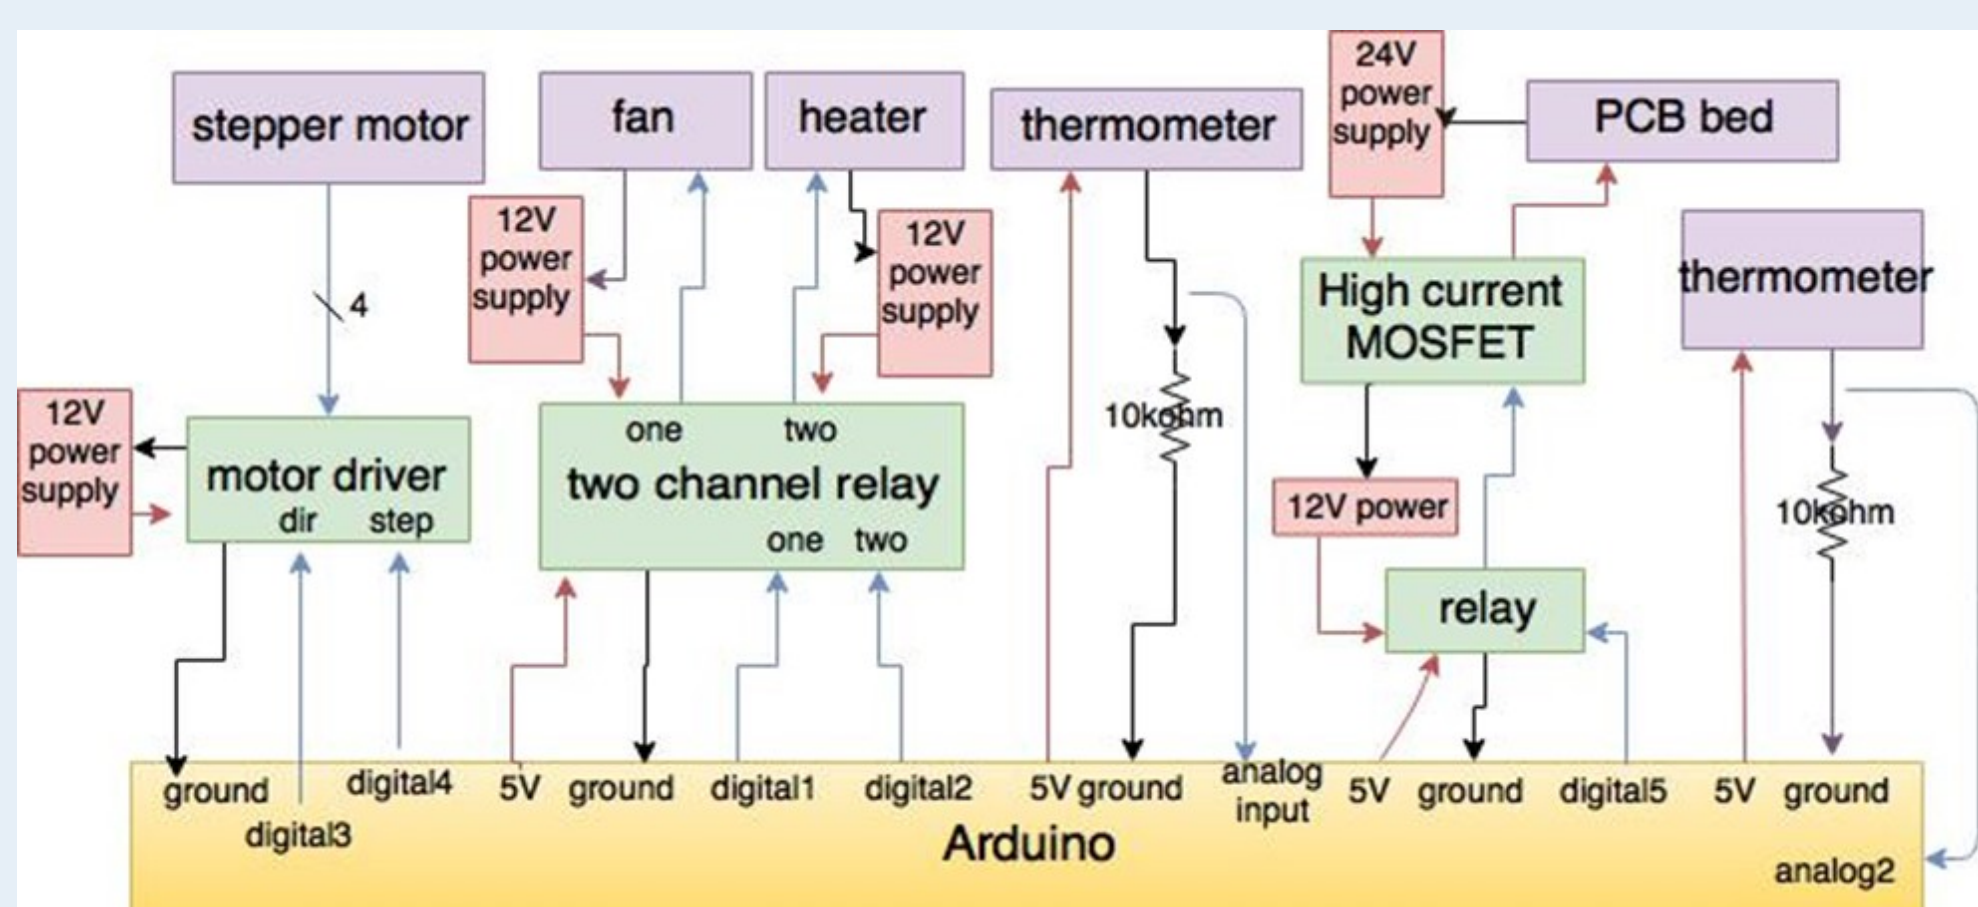 stepper motor
fan
heater
thermometer
24V
power
supply
PCB bed
12V
power
supply
12V
power
supply
thermometer
4
High current
MOSFET
12V
power
supply
one two
two channel relay
one two
motor driver
dir step
10kohm
12V power
10kohm
relay
ground
digital3
digital4
5V
ground
digital1
digital2
5V
ground
analog
input
5V
ground
digital5
5V
ground
Arduino
analog2